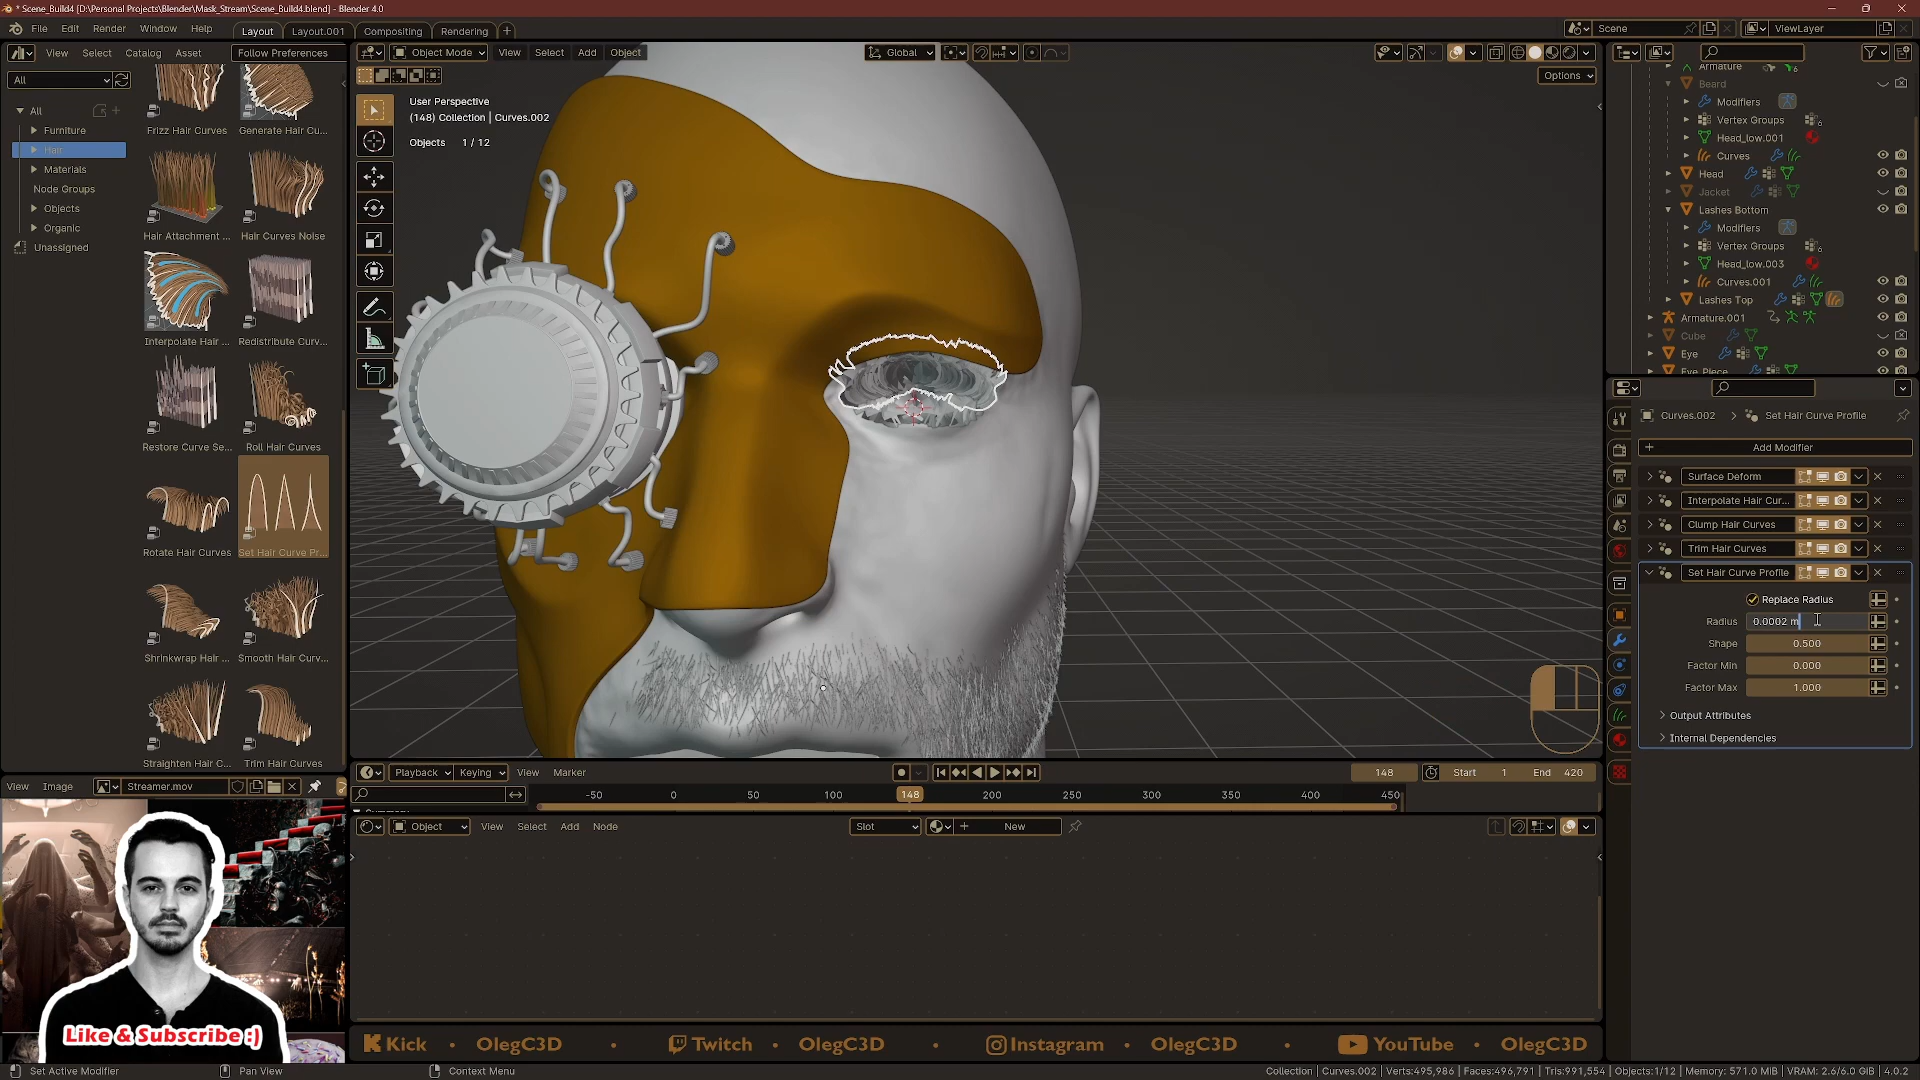 * Scene_Build4 [D:\Personal Projects\Blender\Mask_Stream\Scene_Build4.blend] - Blender 4.0
File Edit Render Window Help Layout Layout.001 Compositing Rendering + Scene ViewLayer
View Select Catalog Asset Follow Preferences
Object Mode View Select Add Object Global
All
Options
All
Furniture
Hair
Materials
Node Groups
Objects
Organic
Unassigned
Frizz Hair Curves Generate Hair Cu...
Hair Attachment ... Hair Curves Noise
Interpolate Hair ... Redistribute Curv...
Restore Curve Se... Roll Hair Curves
Rotate Hair Curves Set Hair Curve Pr...
Shrinkwrap Hair ... Smooth Hair Curv...
Straighten Hair C... Trim Hair Curves
User Perspective
(148) Collection | Curves.002
Objects 1 / 12
Armature
Beard
Modifiers
Vertex Groups
Head_low.001
Curves
Head
Jacket
Lashes Bottom
Modifiers
Vertex Groups
Head_low.003
Curves.001
Lashes Top
Armature.001
Cube
Eye
Eye Piece
Curves.002 > Set Hair Curve Profile
+ Add Modifier
Surface Deform
Interpolate Hair Cur...
Clump Hair Curves
Trim Hair Curves
Set Hair Curve Profile
Replace Radius
Radius 0.0002 m
Shape 0.500
Factor Min 0.000
Factor Max 1.000
Output Attributes
Internal Dependencies
Playback Keying View Marker 148 Start 1 End 420
-50 0 50 100 148 200 250 300 350 400 450
View Image Streamer.mov
Object View Select Add Node Slot New
Like & Subscribe :)
Kick • OlegC3D • Twitch • OlegC3D • Instagram • OlegC3D • YouTube • OlegC3D
Set Active Modifier Pan View Context Menu Collection | Curves.002 | Verts:495,986 | Faces:496,791 | Tris:991,554 | Objects:1/12 | Memory: 571.0 MiB | VRAM: 2.6/6.0 GiB | 4.0.2